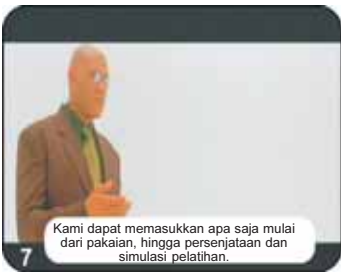 Kami dapat memasukkan apa saja mulai
dari pakaian, hingga persenjataan dan
simulasi pelatihan.
7